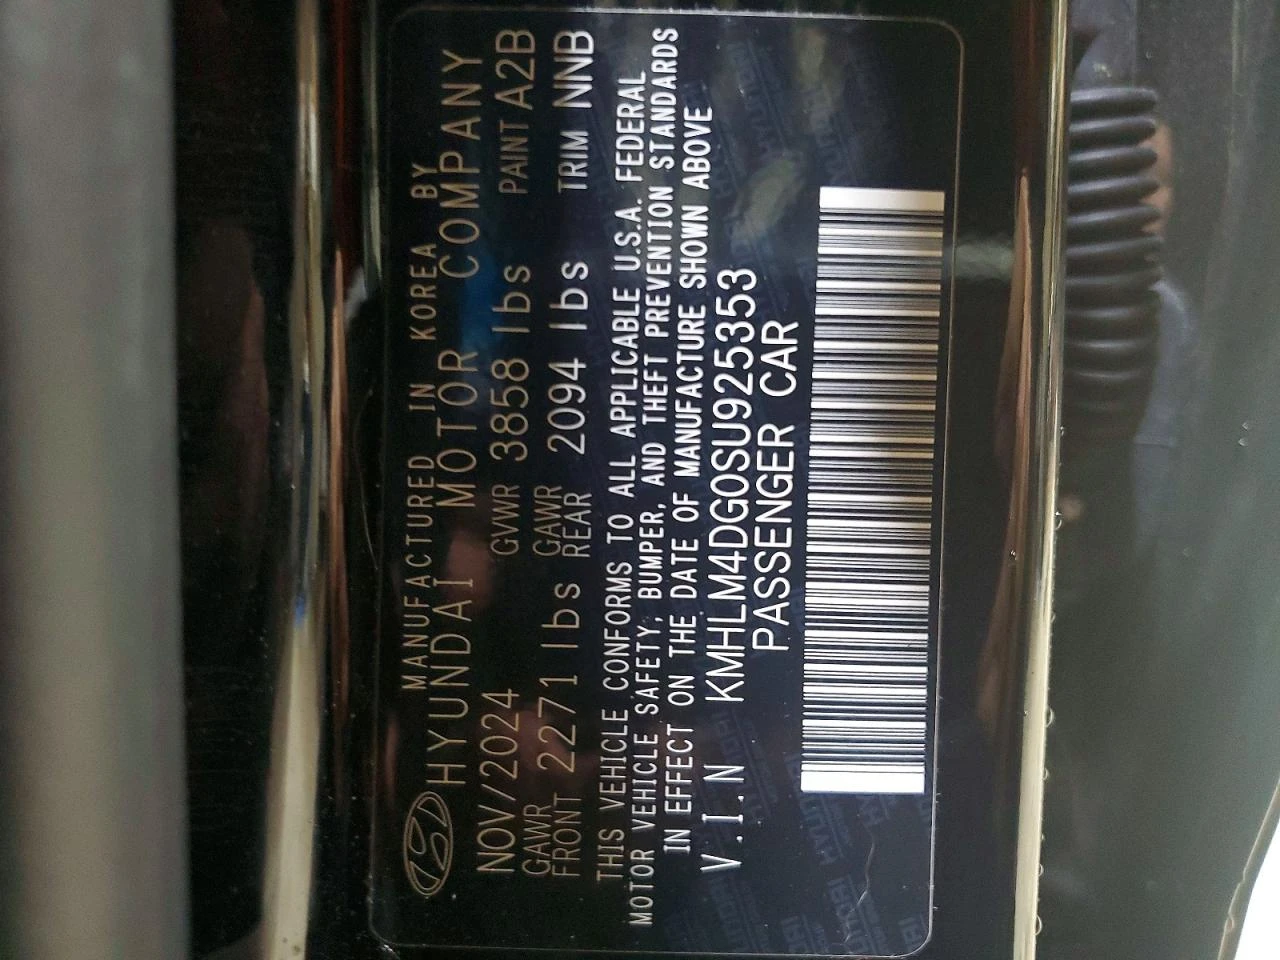 MANUFACTURED IN KOREA BY
HYUNDAI MOTOR COMPANY
NOV/2024 GVWR 3858 lbs PAINT A2B
GAWR FRONT 2271 lbs GAWR REAR 2094 lbs TRIM NNB
THIS VEHICLE CONFORMS TO ALL APPLICABLE U.S.A. FEDERAL
MOTOR VEHICLE SAFETY, BUMPER, AND THEFT PREVENTION STANDARDS
IN EFFECT ON THE DATE OF MANUFACTURE SHOWN ABOVE
V.I.N KMHLM4DG0SU925353
PASSENGER CAR